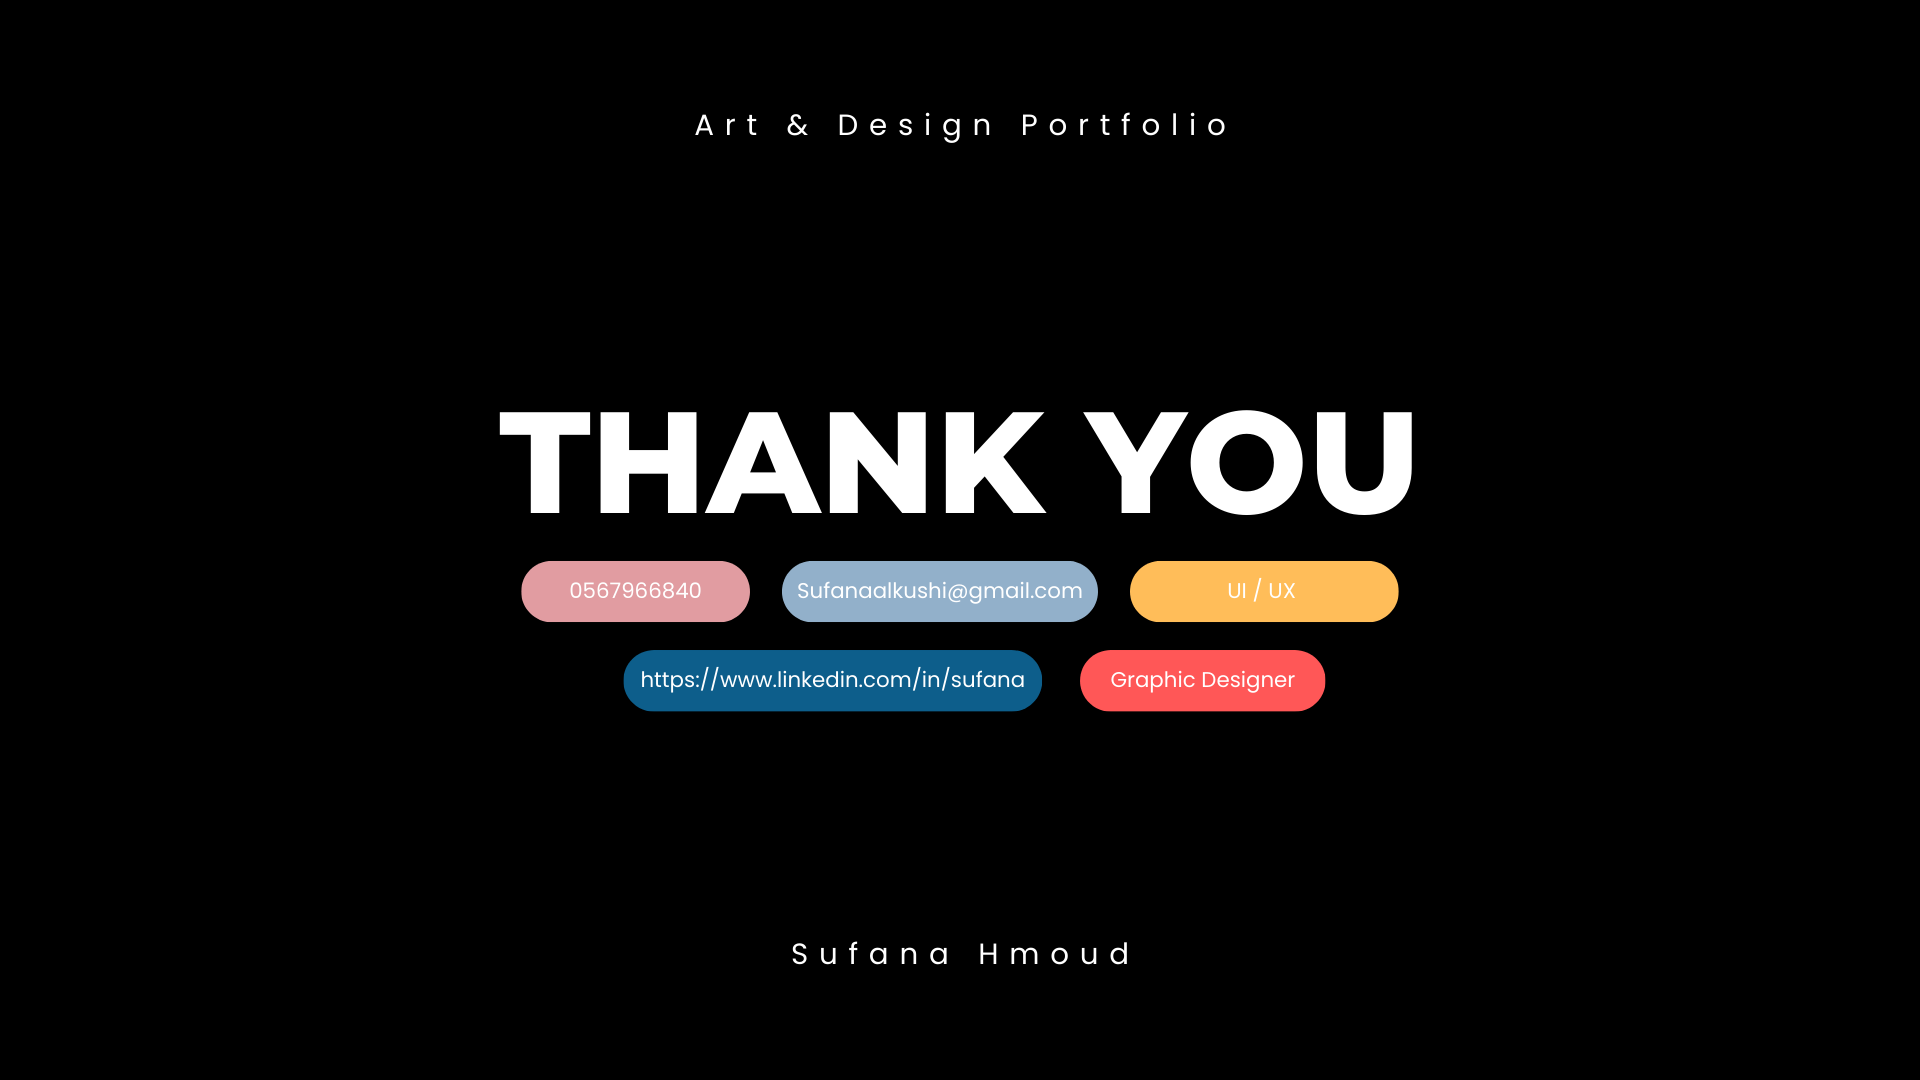 Art & Design Portfolio
THANK YOU
0567966840
Sufanaalkushi@gmail.com
UI / UX
https://www.linkedin.com/in/sufana
Graphic Designer
Sufana Hmoud